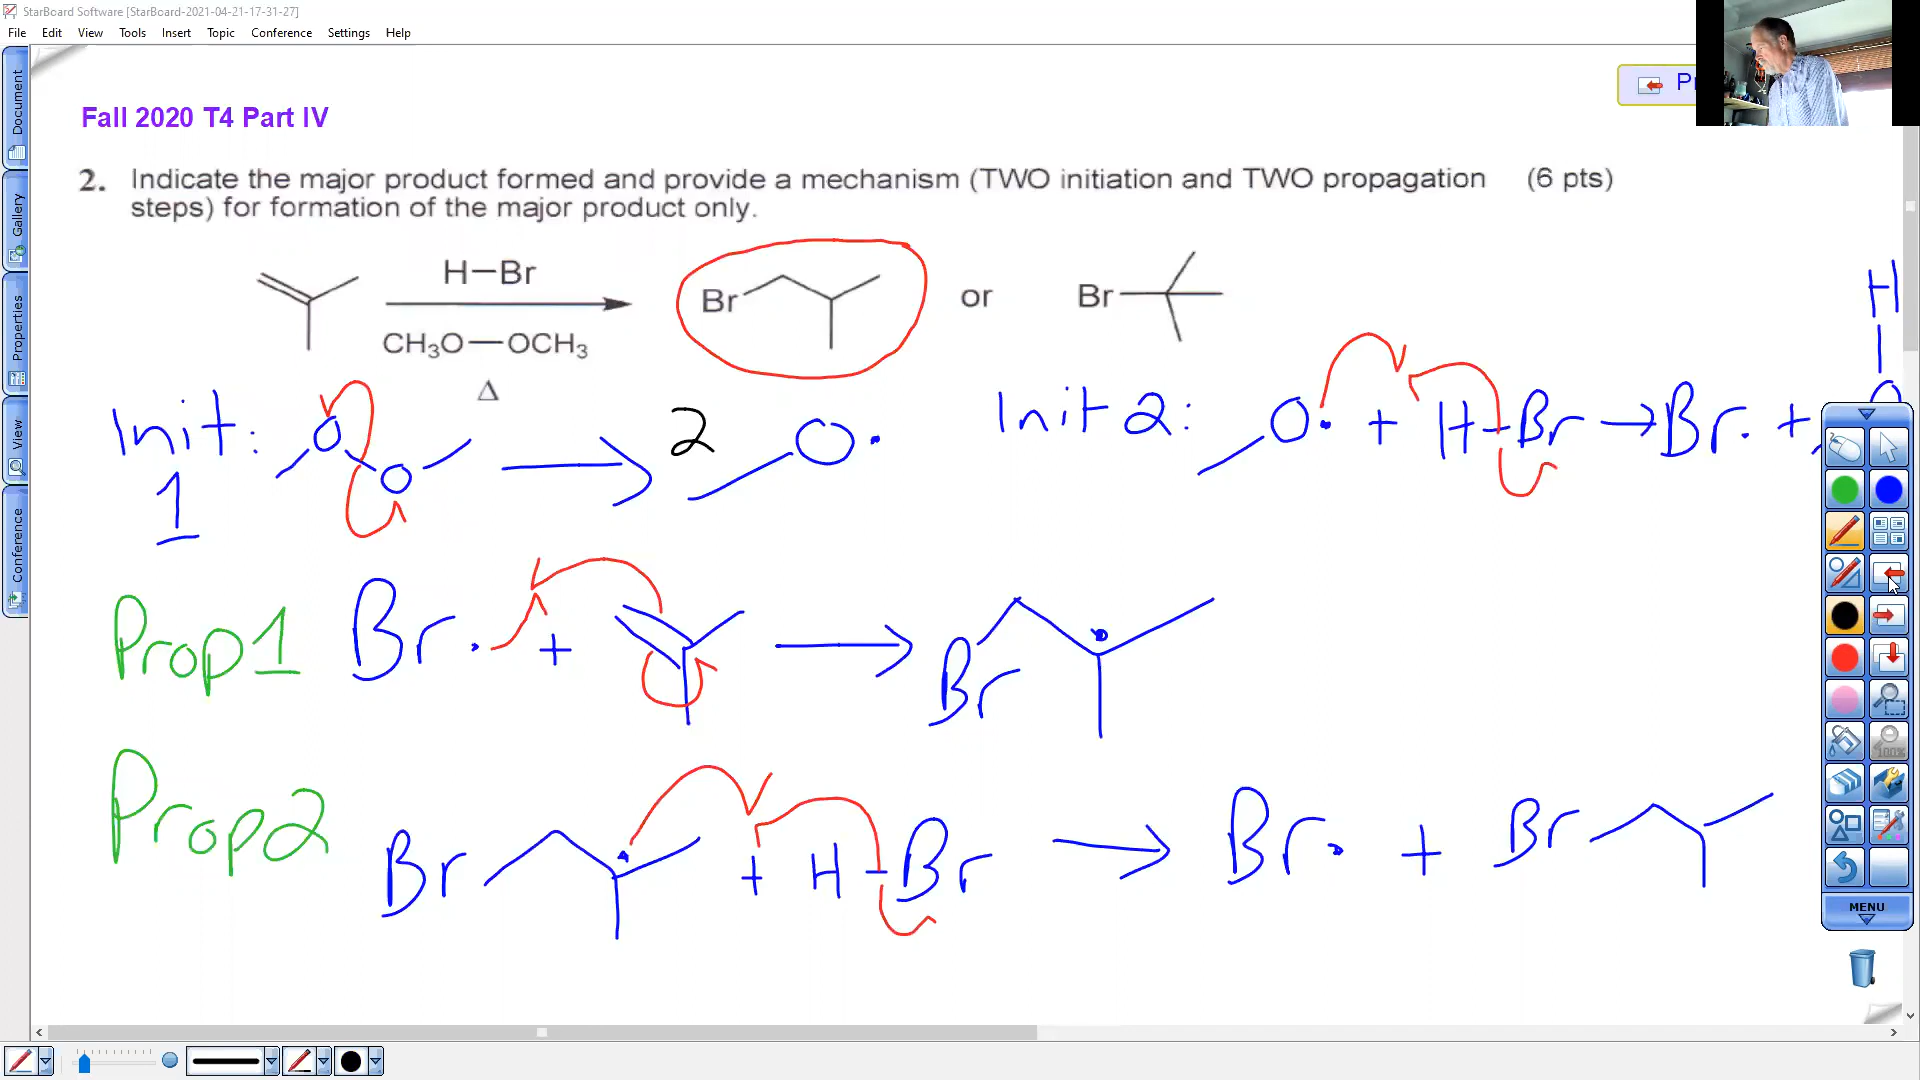 StarBoard Software [StarBoard-2021-04-21-17-31-27]
File Edit View Tools Insert Topic Conference Settings Help
Document
Gallery
Properties
View
Conference
Fall 2020 T4 Part IV
2. Indicate the major product formed and provide a mechanism (TWO initiation and TWO propagation (6 pts)
steps) for formation of the major product only.
H—Br
CH₃O—OCH₃
Δ
Br
or
Br
Init: 1
O
O
2
O·
Init 2:
O· + H-Br → Br· +
H
Prop1 Br· + → Br
Prop2 Br + H-Br → Br· + Br
MENU